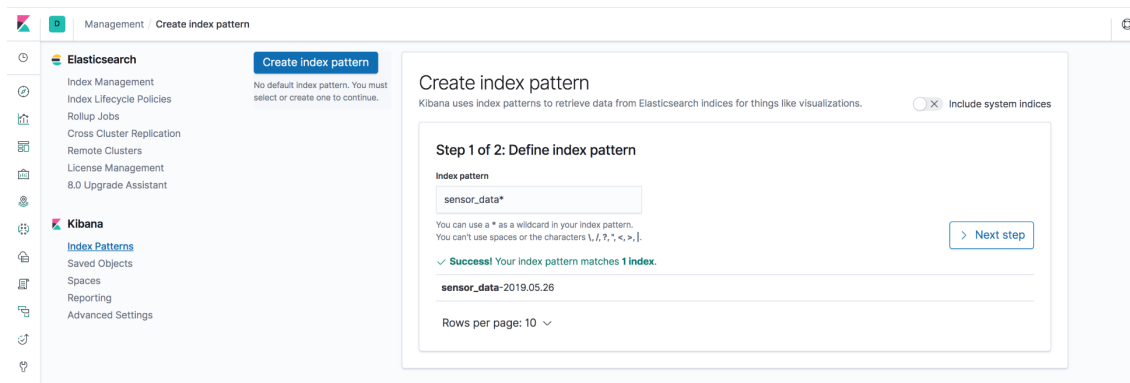 D Management / Create index pattern
Elasticsearch
Index Management
Index Lifecycle Policies
Rollup Jobs
Cross Cluster Replication
Remote Clusters
License Management
8.0 Upgrade Assistant
Kibana
Index Patterns
Saved Objects
Spaces
Reporting
Advanced Settings
Create index pattern
No default index pattern. You must
select or create one to continue.
Create index pattern
Kibana uses index patterns to retrieve data from Elasticsearch indices for things like visualizations.
Include system indices
Step 1 of 2: Define index pattern
Index pattern
sensor_data*
You can use a * as a wildcard in your index pattern.
You can't use spaces or the characters \, /, ?, ", <, >, |.
Next step
Success! Your index pattern matches 1 index.
sensor_data-2019.05.26
Rows per page: 10